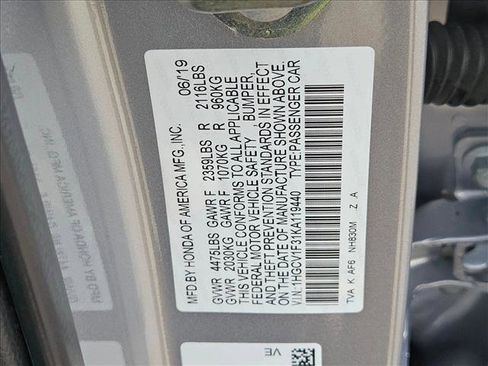 MFD BY HONDA OF AMERICA MFG., INC. 06/19
GVWR 4475LBS GAWR F 2359LBS R 2116LBS
GVWR 2030KG GAWR F 1070KG R 960KG
THIS VEHICLE CONFORMS TO ALL APPLICABLE
FEDERAL MOTOR VEHICLE SAFETY, BUMPER,
AND THEFT PREVENTION STANDARDS IN EFFECT
ON THE DATE OF MANUFACTURE SHOWN ABOVE.
V.I.N.:1HGCV1F31KA119440 TYPE:PASSENGER CAR
TVA K AF6 NH830M Z A
VE